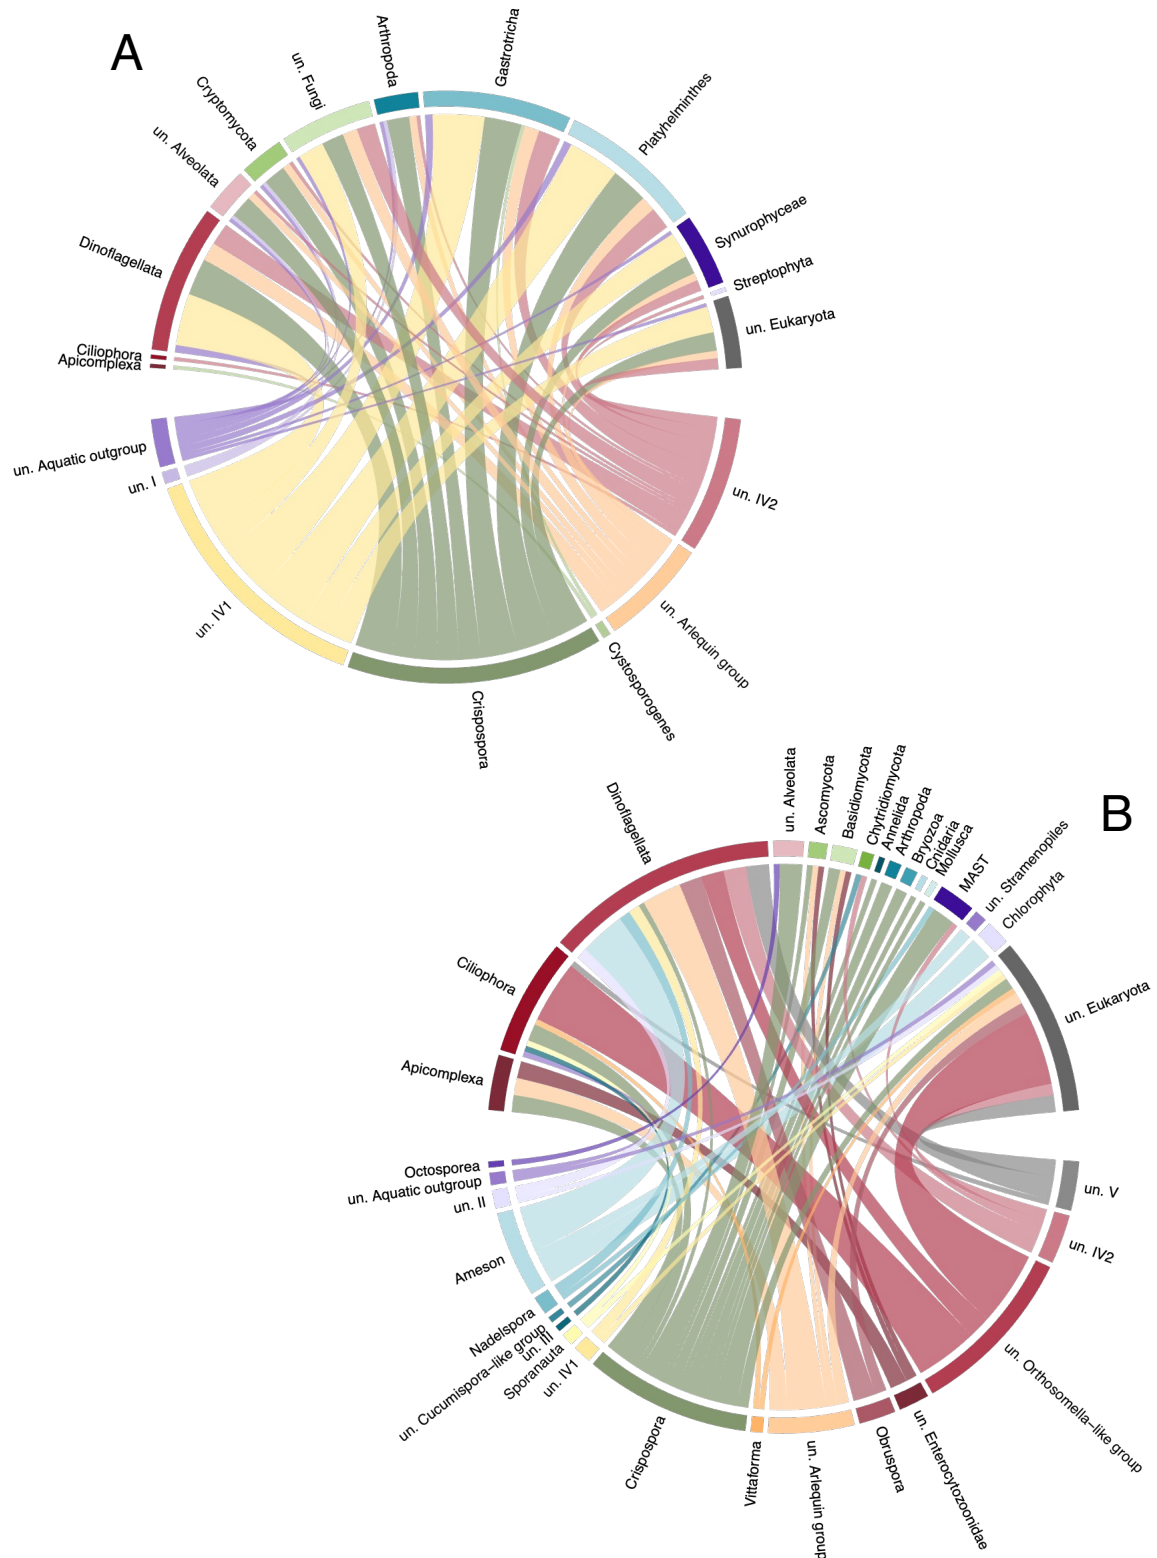 A
Arthropoda
Gastrotricha
un. Fungi
Cryptomycota
Platyhelminthes
un. Alveolata
Synurophyceae
Dinoflagellata
Streptophyta
un. Eukaryota
Ciliophora
Apicomplexa
un. Aquatic outgroup
un. I
un. IV2
un. IV1
un. Arlequin group
Cystosporogenes
Crispospora
B
Dinoflagellata
un. Alveolata
Ascomycota
Basidiomycota
Chytridiomycota
Annelida
Arthropoda
Bryozoa
Cnidaria
Mollusca
MAST
un. Stramenopiles
Chlorophyta
Ciliophora
un. Eukaryota
Apicomplexa
Octosporea
un. Aquatic outgroup
un. II
un. V
un. IV2
Ameson
Nadelspora
un. Cucumispora–like group
un. III
Sporanauta
un. IV1
un. Orthosomella–like group
Crispospora
Vittaforma
un. Arlequin group
Obruspora
un. Enterocytozoonidae